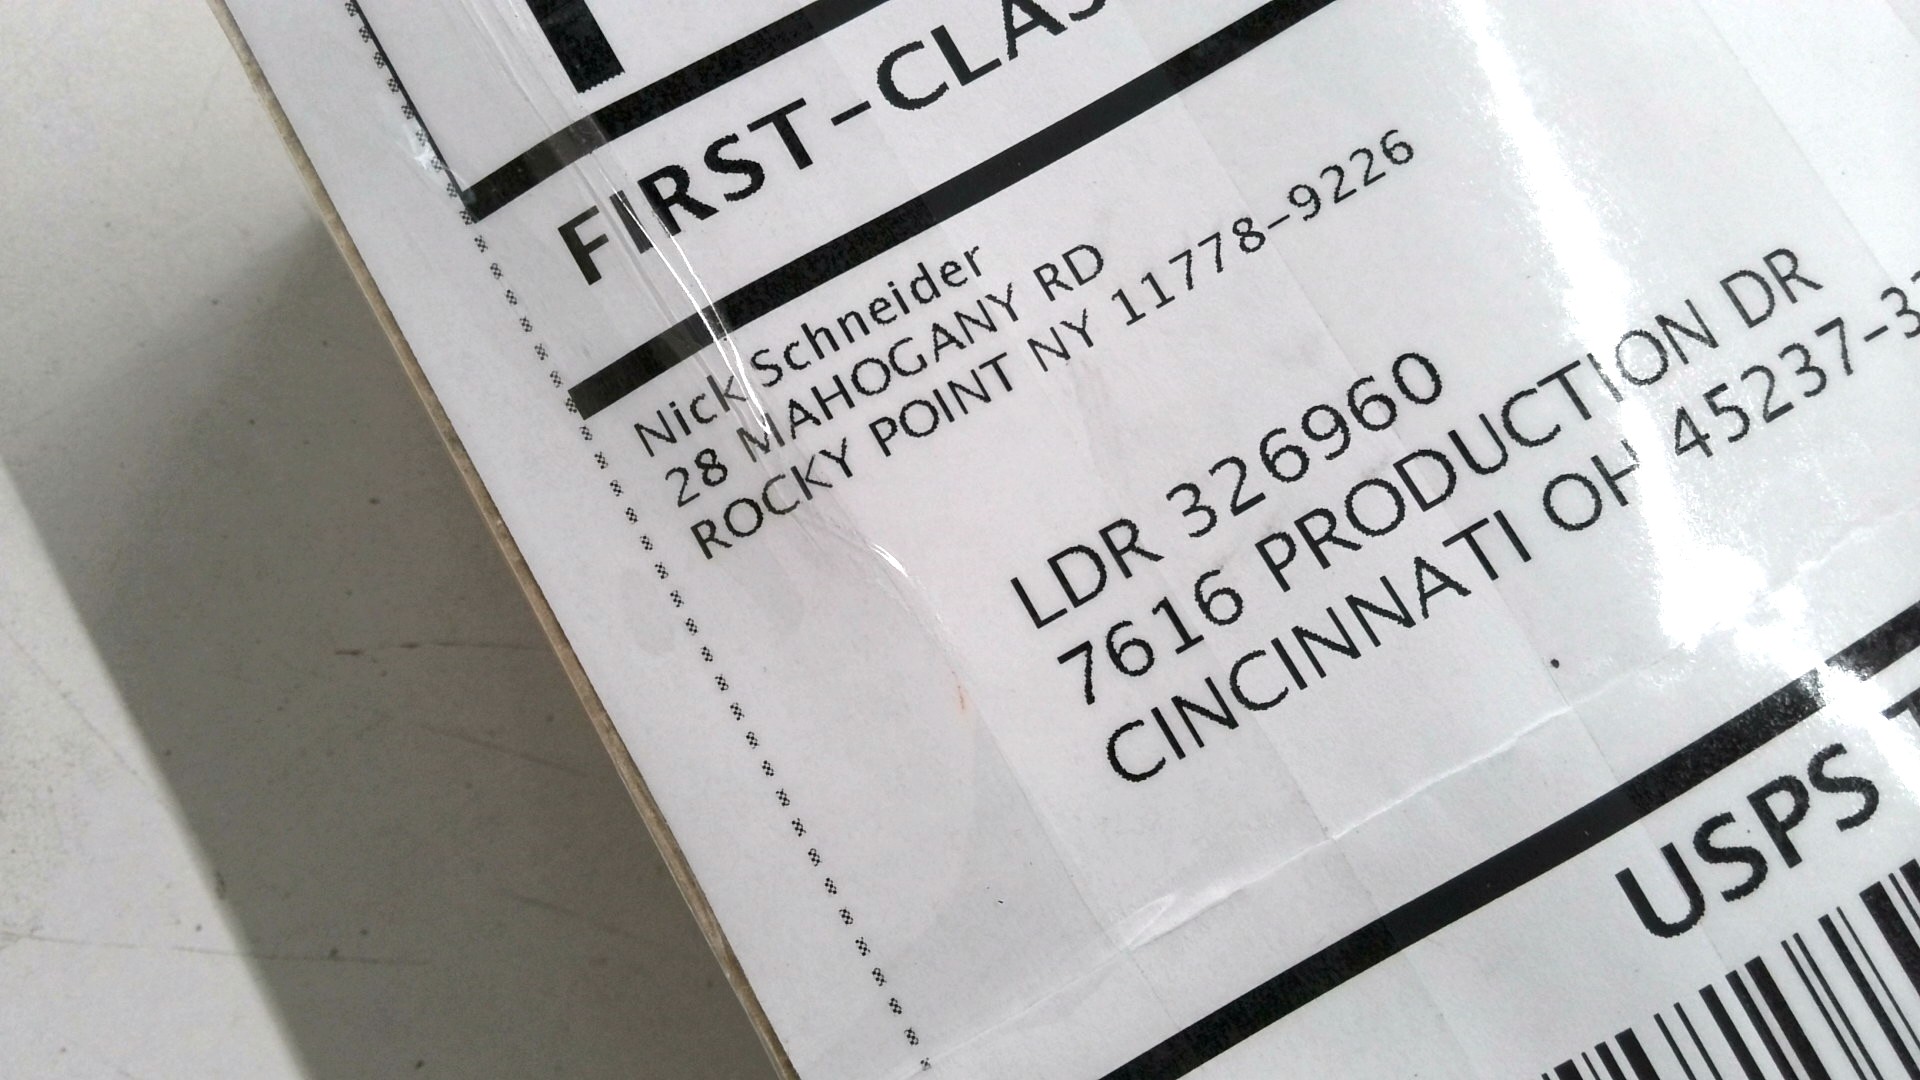 FIRST-CLAS
Nick Schneider
28 MAHOGANY RD
ROCKY POINT NY 11778-9226
LDR 326960
7616 PRODUCTION DR
CINCINNATI OH 45237-3
USPS